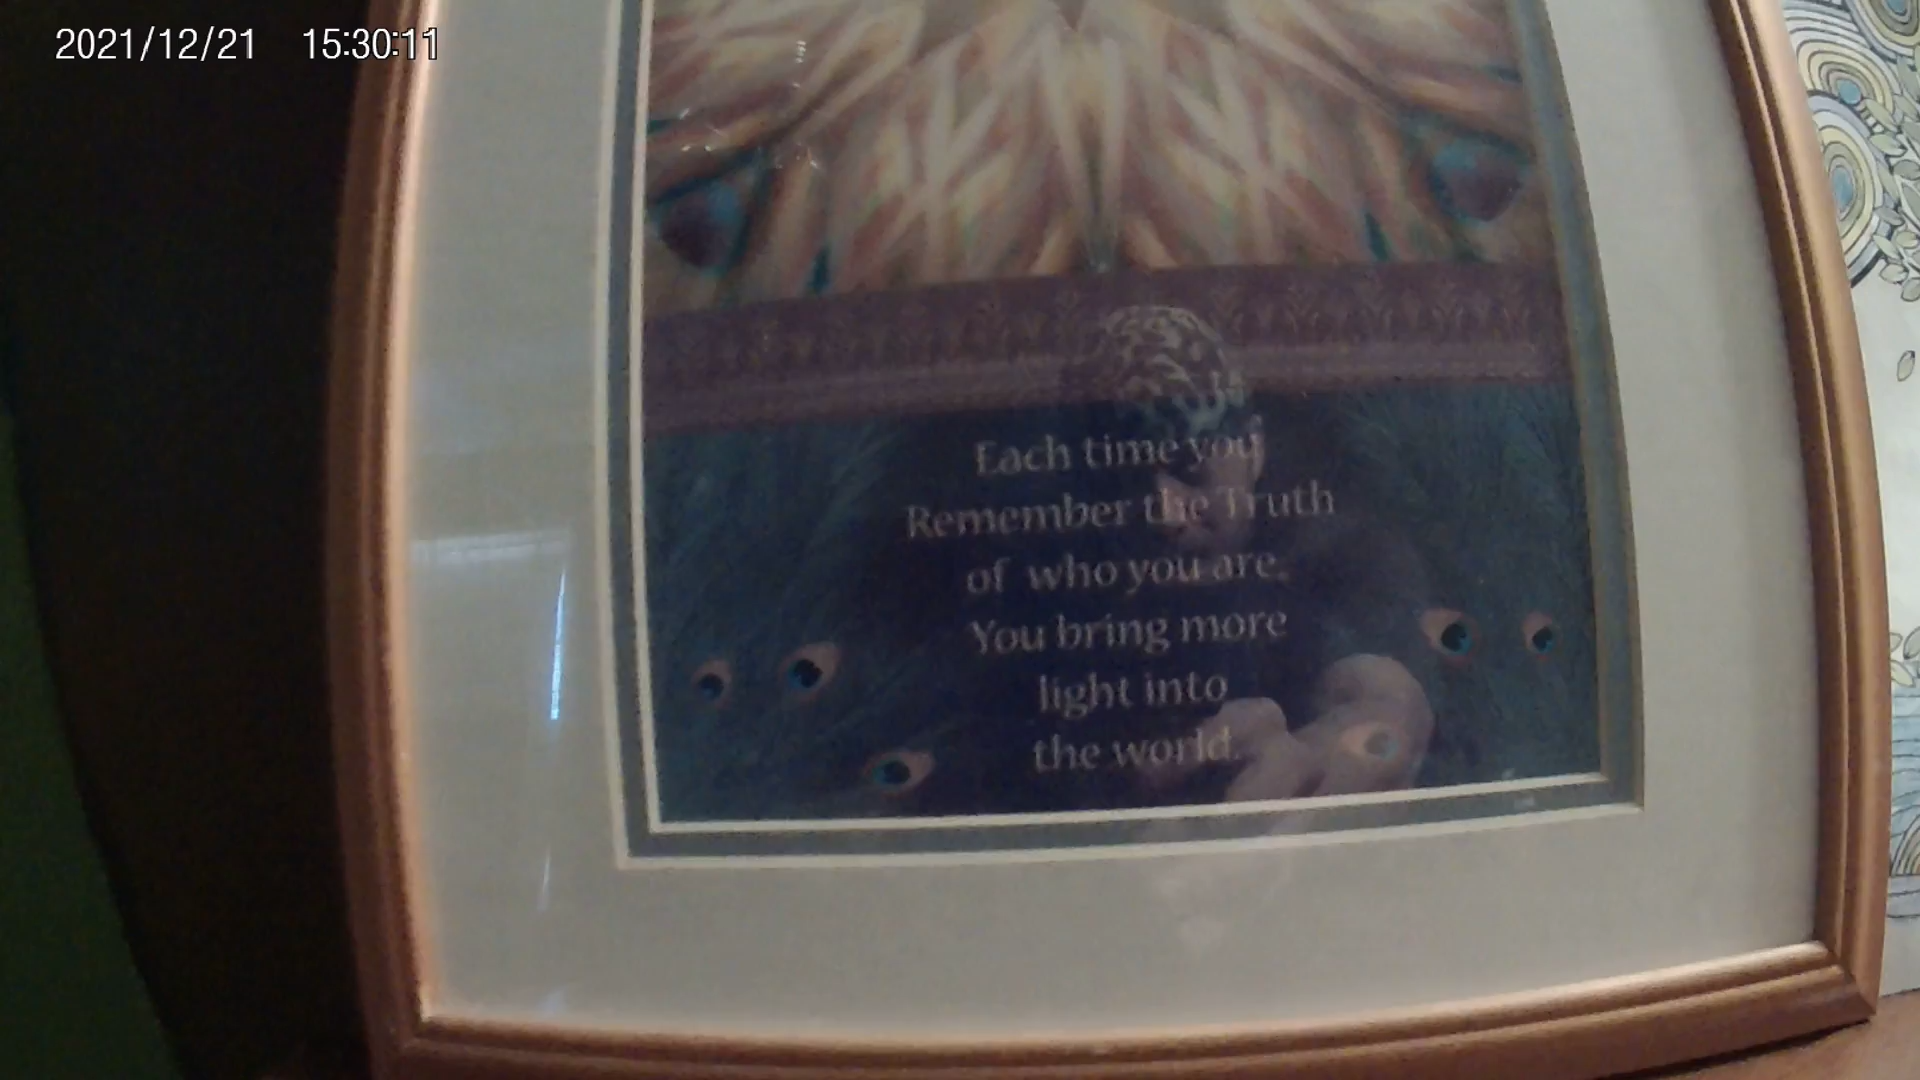 2021/12/21 15:30:11
Each time you
Remember the Truth
of who you are.
You bring more
light into
the world.